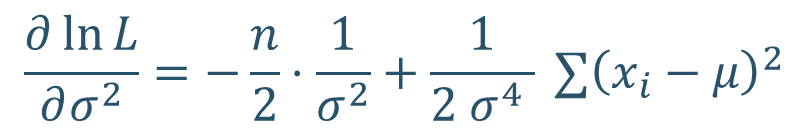 ∂ ln L / ∂σ² = − n/2 · 1/σ² + 1/(2 σ⁴) ∑(xᵢ − μ)²